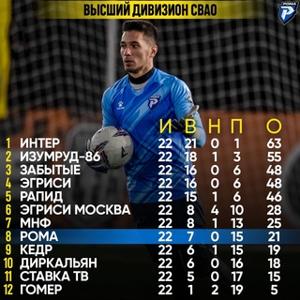 ВЫСШИЙ ДИВИЗИОН СВАО
И В Н П О
1 ИНТЕР 22 21 0 1 63
2 ИЗУМРУД-86 22 18 1 3 55
3 ЗАБЫТЫЕ 22 16 0 6 48
4 ЭГРИСИ 22 16 0 6 48
5 РАПИД 22 15 1 6 46
6 ЭГРИСИ МОСКВА 22 8 4 10 28
7 МНФ 22 8 1 13 25
8 РОМА 22 7 0 15 21
9 КЕДР 22 6 1 15 19
10 ДИРКАЛЬЯН 22 6 0 16 18
11 СТАВКА ТВ 22 5 0 17 15
12 ГОМЕР 22 1 2 19 5